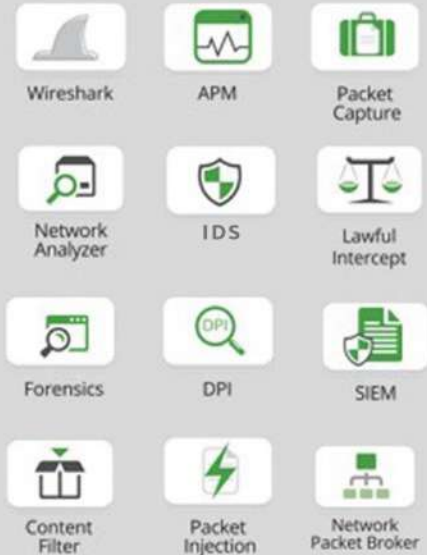 Wireshark
APM
Packet
Capture
Network
Analyzer
IDS
Lawful
Intercept
Forensics
DPI
DPI
SIEM
Content
Filter
Packet
Injection
Network
Packet Broker